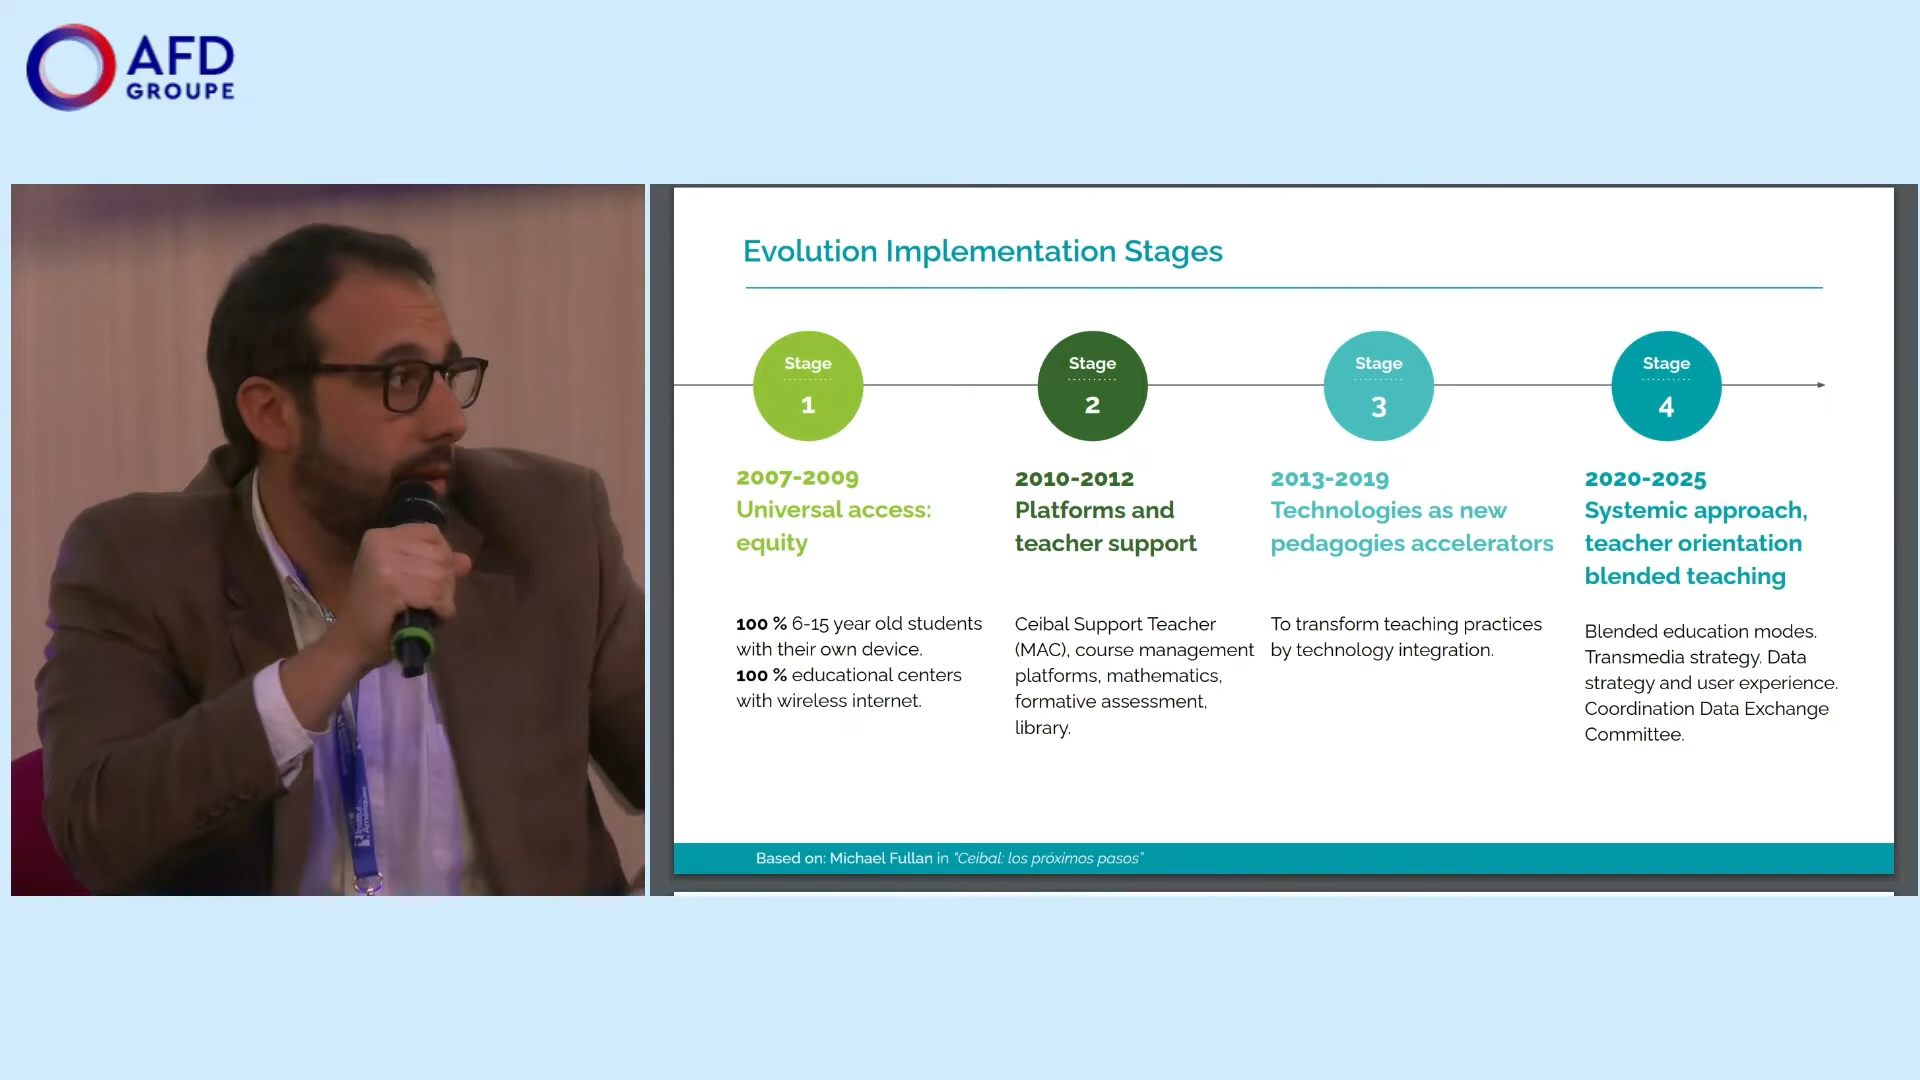 AFD
GROUPE
Evolution Implementation Stages
Stage
1
Stage
2
Stage
3
Stage
4
2007-2009
Universal access:
equity
100 % 6-15 year old students
with their own device.
100 % educational centers
with wireless internet.
2010-2012
Platforms and
teacher support
Ceibal Support Teacher
(MAC), course management
platforms, mathematics,
formative assessment,
library.
2013-2019
Technologies as new
pedagogies accelerators
To transform teaching practices
by technology integration.
2020-2025
Systemic approach,
teacher orientation
blended teaching
Blended education modes.
Transmedia strategy. Data
strategy and user experience.
Coordination Data Exchange
Committee.
Based on: Michael Fullan in “Ceibal: los próximos pasos”